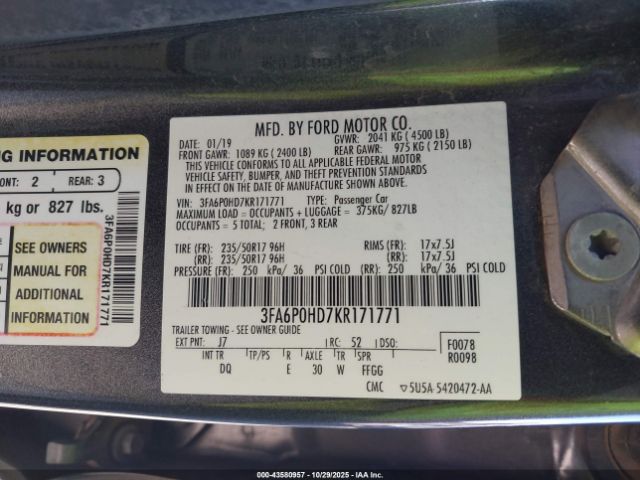 NG INFORMATION
ONT: 2 REAR: 3
kg or 827 lbs.
SEE OWNERS
MANUAL FOR
ADDITIONAL
INFORMATION
3FA6P0HD7KR171771
MFD. BY FORD MOTOR CO.
DATE: 01/19 GVWR: 2041 KG ( 4500 LB)
FRONT GAWR: 1089 KG ( 2400 LB) REAR GAWR: 975 KG ( 2150 LB)
THIS VEHICLE CONFORMS TO ALL APPLICABLE FEDERAL MOTOR
VEHICLE SAFETY, BUMPER, AND THEFT PREVENTION STANDARDS IN
EFFECT ON THE DATE OF MANUFACTURE SHOWN ABOVE.
VIN: 3FA6P0HD7KR171771 TYPE: Passenger Car
MAXIMUM LOAD = OCCUPANTS + LUGGAGE = 375KG/ 827LB
OCCUPANTS = 5 TOTAL; 2 FRONT, 3 REAR
TIRE (FR): 235/50R17 96H RIMS (FR): 17x7.5J
(RR): 235/50R17 96H (RR): 17x7.5J
PRESSURE (FR): 250 kPa/ 36 PSI COLD (RR): 250 kPa/ 36 PSI COLD
3FA6P0HD7KR171771
TRAILER TOWING - SEE OWNER GUIDE
EXT PNT: J7 RC: 52 DSO: F0078
R0098
INT TR TP/PS R AXLE TR SPR
DQ E 30 W FFGG
CMC 5U5A-5420472-AA
10-43580957 - 10/29/2025 - Copyright © 2025 IAA, Inc.